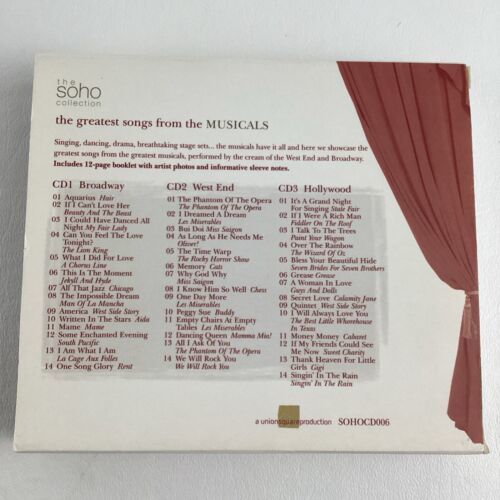 the
soho
collection
the greatest songs from the MUSICALS
Singing, dancing, drama, breathtaking stage sets... the musicals have it all and here we showcase the
greatest songs from the greatest musicals, performed by the cream of the West End and Broadway.
Includes 12-page booklet with artist photos and informative sleeve notes.
CD1 Broadway
01 Aquarius Hair
02 If I Can't Love Her
Beauty And The Beast
03 I Could Have Danced All
Night My Fair Lady
04 Can You Feel The Love
Tonight?
The Lion King
05 What I Did For Love
A Chorus Line
06 This Is The Moment
Jekyll And Hyde
07 All That Jazz Chicago
08 The Impossible Dream
Man Of La Mancha
09 America West Side Story
10 Written In The Stars Aida
11 Mame Mame
12 Some Enchanted Evening
South Pacific
13 I Am What I Am
La Cage Aux Folles
14 One Song Glory Rent
CD2 West End
01 The Phantom Of The Opera
The Phantom Of The Opera
02 I Dreamed A Dream
Les Miserables
03 Bui Doi Miss Saigon
04 As Long As He Needs Me
Oliver!
05 The Time Warp
The Rocky Horror Show
06 Memory Cats
07 Why God Why
Miss Saigon
08 I Know Him So Well Chess
09 One Day More
Les Miserables
10 Peggy Sue Buddy
11 Empty Chairs At Empty
Tables Les Miserables
12 Dancing Queen Mamma Mia!
13 All I Ask Of You
The Phantom Of The Opera
14 We Will Rock You
We Will Rock You
CD3 Hollywood
01 It's A Grand Night
For Singing State Fair
02 If I Were A Rich Man
Fiddler On The Roof
03 I Talk To The Trees
Paint Your Wagon
04 Over The Rainbow
The Wizard Of Oz
05 Bless Your Beautiful Hide
Seven Brides For Seven Brothers
06 Grease Grease
07 A Woman In Love
Guys And Dolls
08 Secret Love Calamity Jane
09 Quintet West Side Story
10 I Will Always Love You
The Best Little Whorehouse
In Texas
11 Money Money Cabaret
12 If My Friends Could See
Me Now Sweet Charity
13 Thank Heaven For Little
Girls Gigi
14 Singin' In The Rain
Singin' In The Rain
a unionsquareproduction SOHOCD006